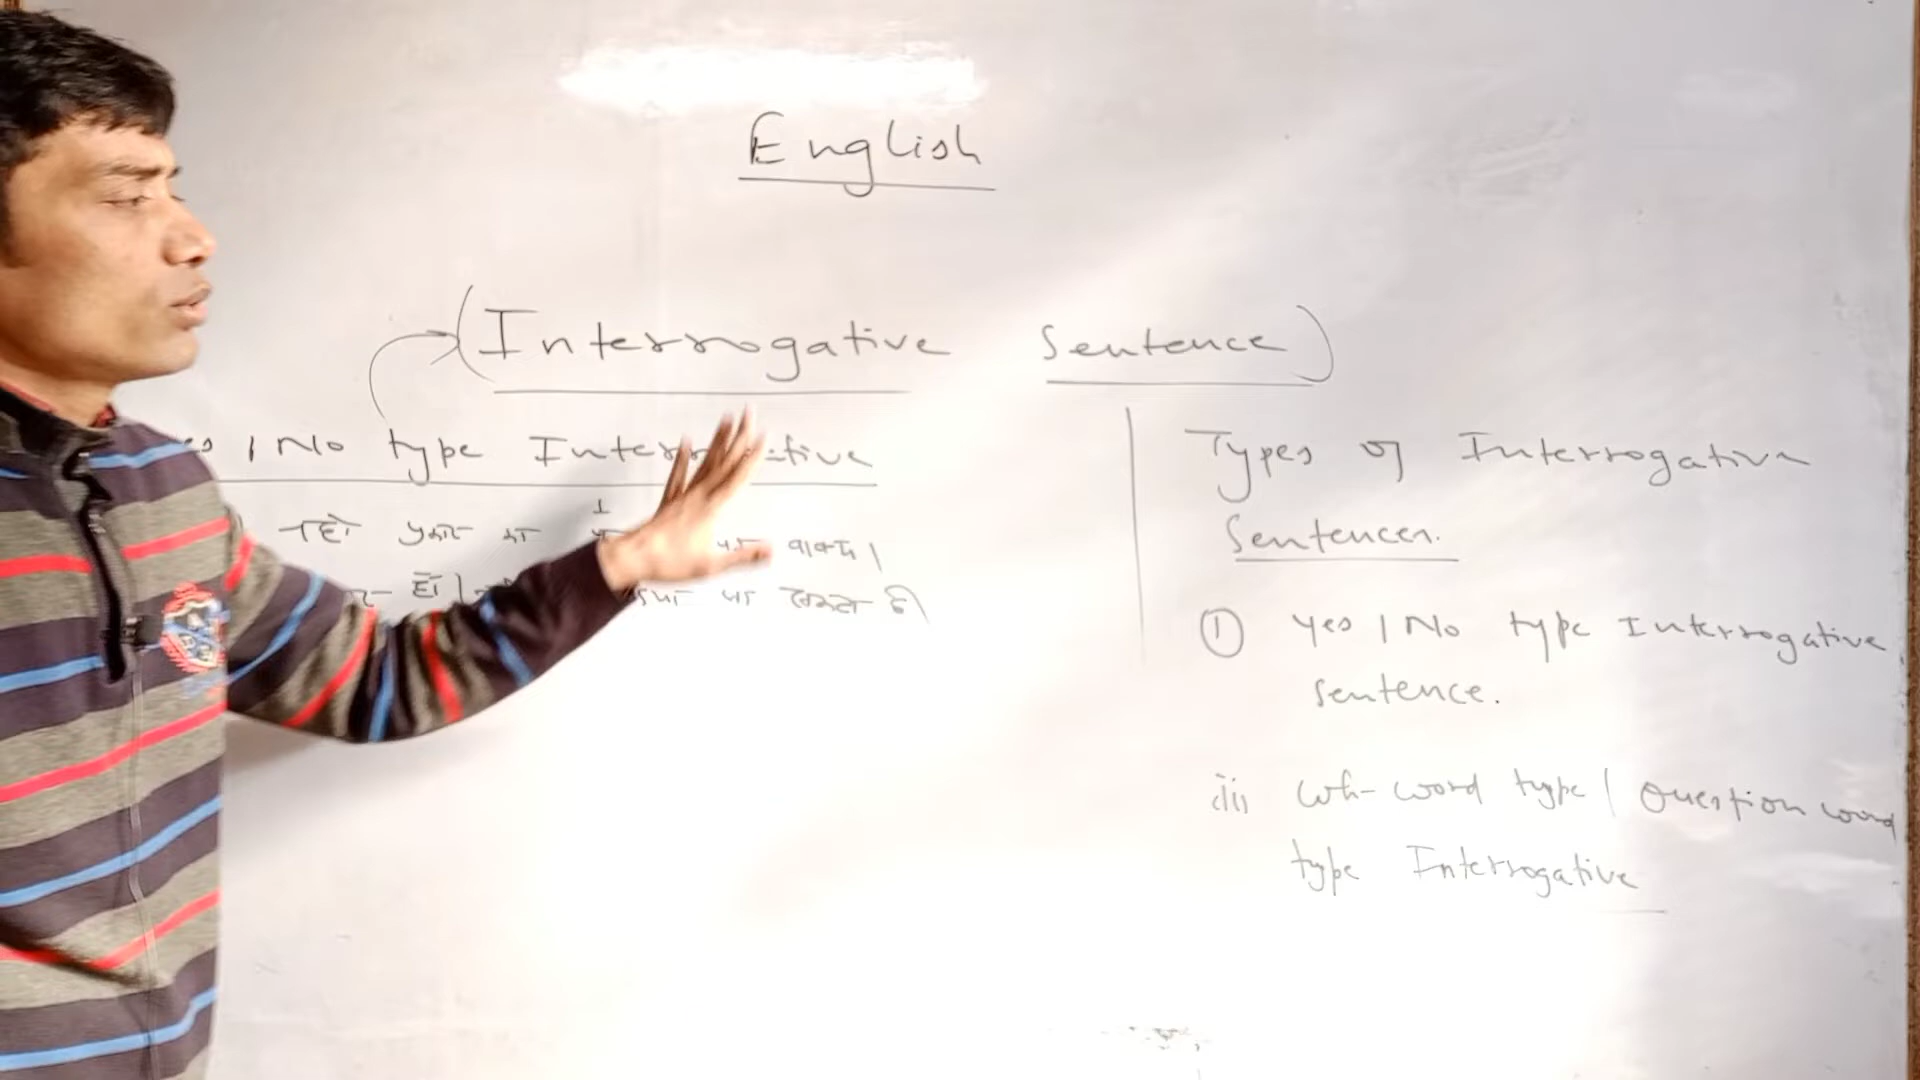 English
(Interrogative Sentence)
/ No type Interrogative
प्रकार का वाक्य।
Types of Interrogative
Sentences.
① Yes / No type Interrogative
sentence.
ii) Wh-word type / Question word
type Interrogative